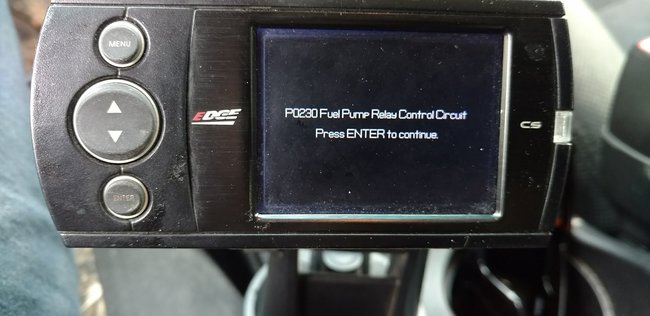 MENU
ENTER
EDGE
P0230 Fuel Pump Relay Control Circuit
Press ENTER to continue.
CS